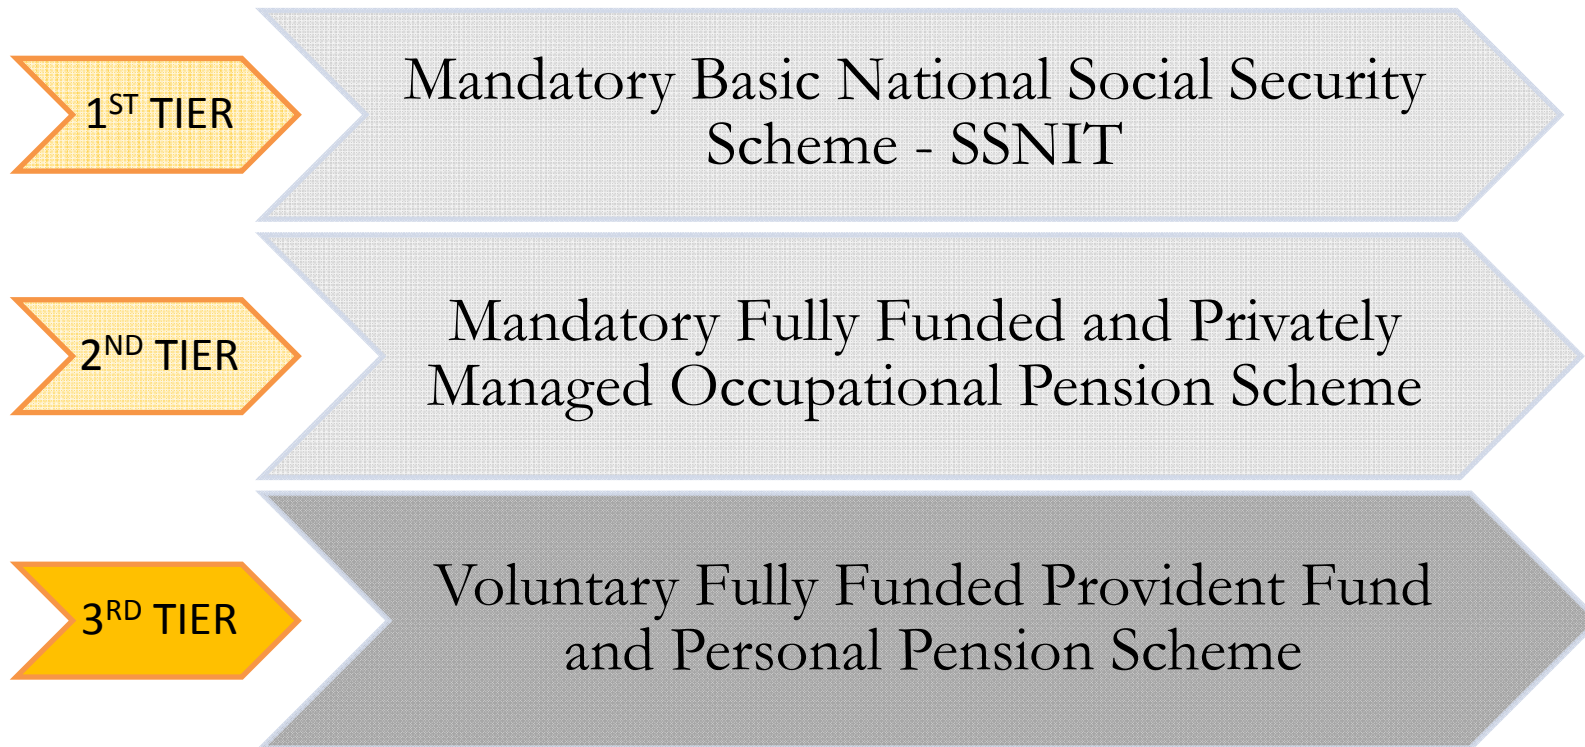 1ST TIER
Mandatory Basic National Social Security
Scheme - SSNIT
2ND TIER
Mandatory Fully Funded and Privately
Managed Occupational Pension Scheme
3RD TIER
Voluntary Fully Funded Provident Fund
and Personal Pension Scheme